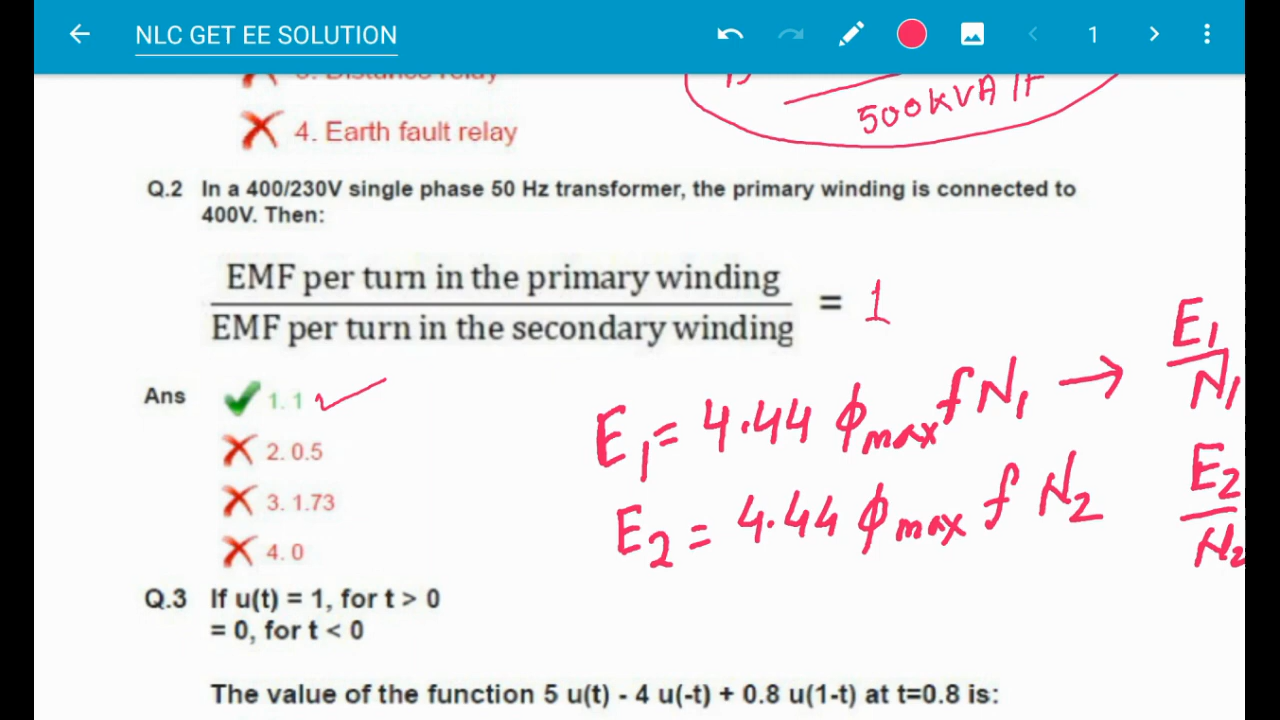 NLC GET EE SOLUTION
1
3. Distance relay
500KVA
4. Earth fault relay
Q.2 In a 400/230V single phase 50 Hz transformer, the primary winding is connected to
400V. Then:
EMF per turn in the primary winding
EMF per turn in the secondary winding
= 1
Ans 1. 1
2. 0.5
3. 1.73
4. 0
E1 = 4.44 ϕmax f N1 → E1/N1
E2 = 4.44 ϕmax f N2 E2/N2
Q.3 If u(t) = 1, for t > 0
= 0, for t < 0
The value of the function 5 u(t) - 4 u(-t) + 0.8 u(1-t) at t=0.8 is: